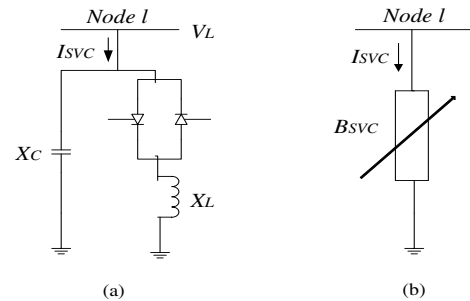 Node l
VL
ISVC
XC
XL
(a)
Node l
ISVC
BSVC
(b)